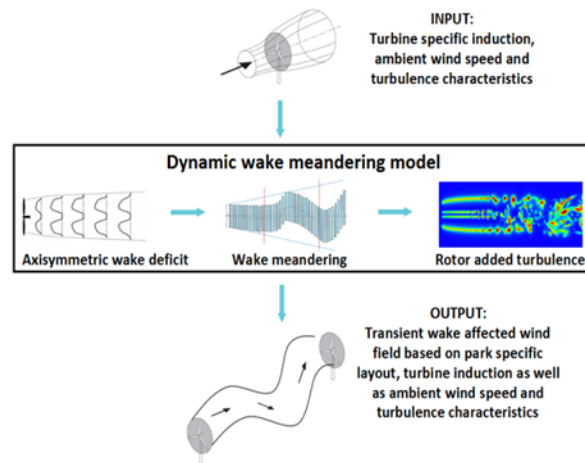 INPUT:
Turbine specific induction,
ambient wind speed and
turbulence characteristics
Dynamic wake meandering model
Axisymmetric wake deficit
Wake meandering
Rotor added turbulence
OUTPUT:
Transient wake affected wind
field based on park specific
layout, turbine induction as well
as ambient wind speed and
turbulence characteristics